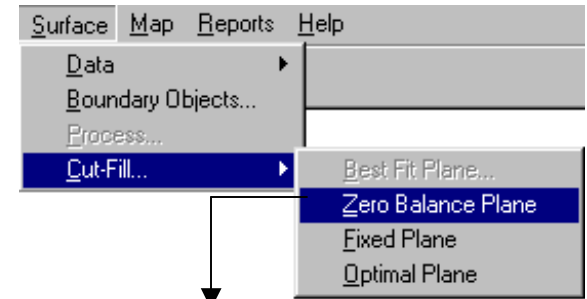 Surface Map Reports Help
Data
Boundary Objects...
Process...
Cut-Fill...
Best Fit Plane...
Zero Balance Plane
Fixed Plane
Optimal Plane